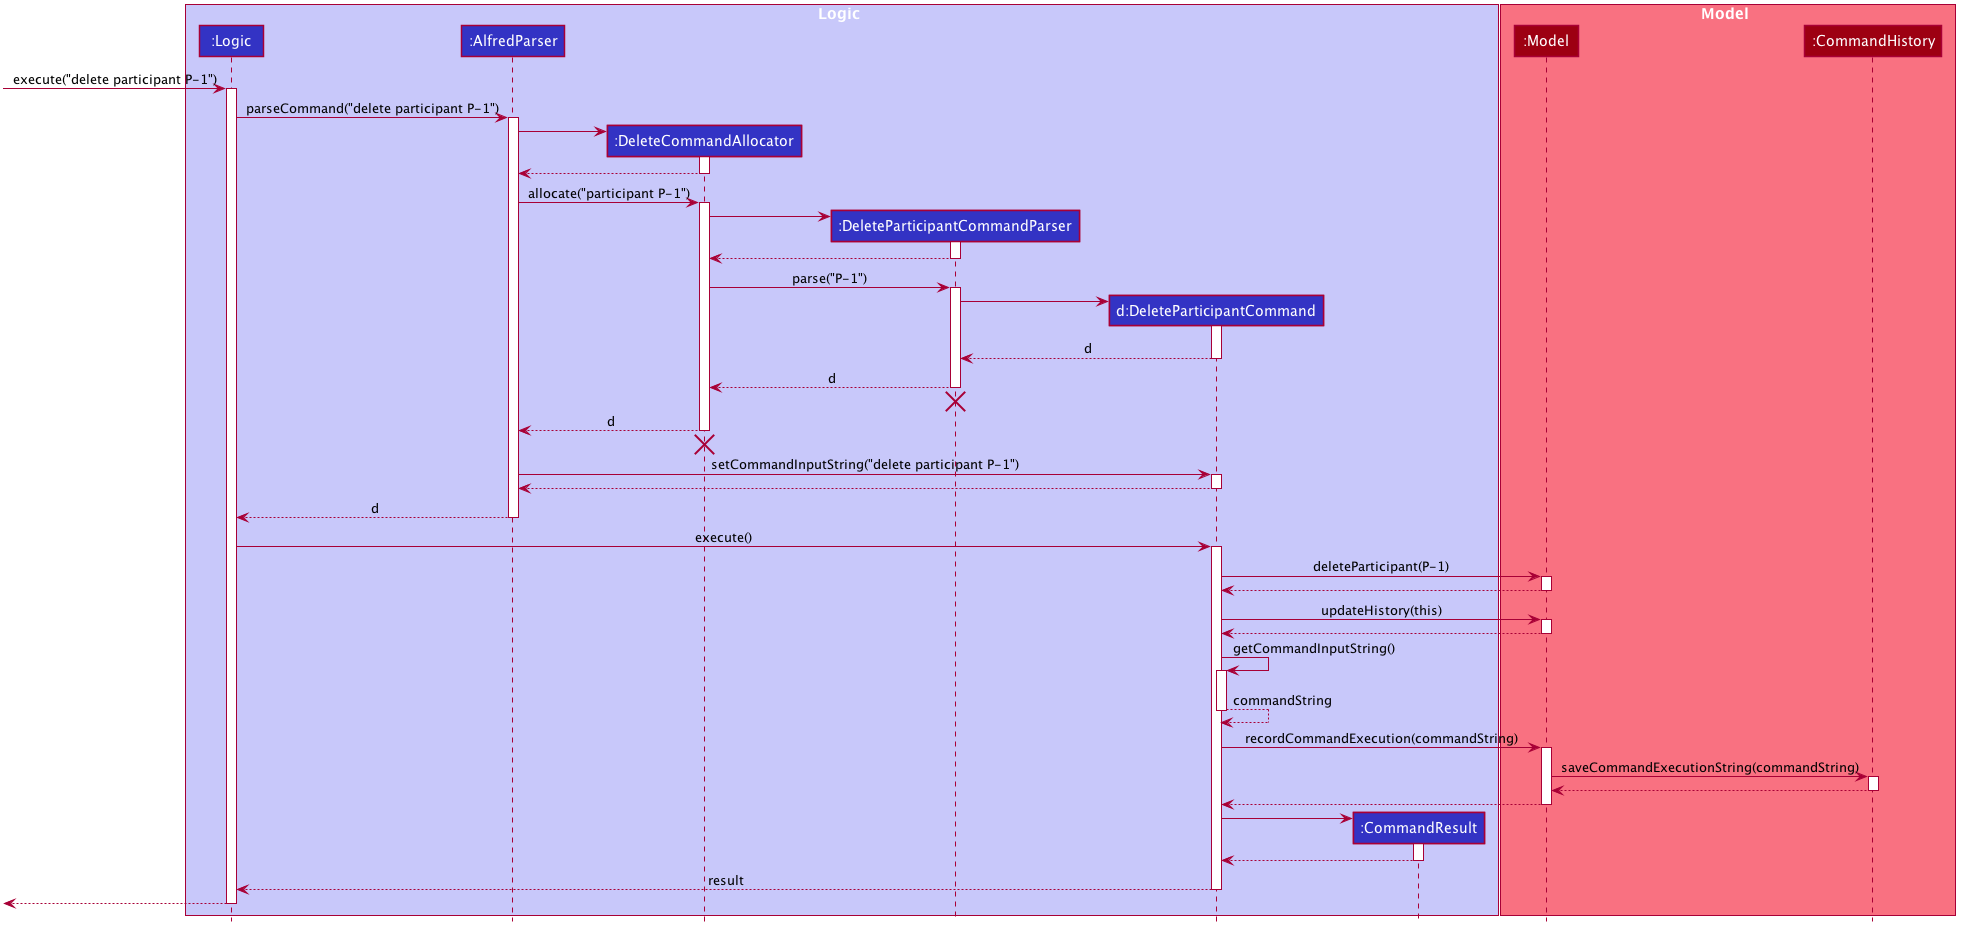 Logic
Model
:Logic
:AlfredParser
:Model
:CommandHistory
execute("delete participant P-1")
parseCommand("delete participant P-1")
:DeleteCommandAllocator
allocate("participant P-1")
:DeleteParticipantCommandParser
parse("P-1")
d:DeleteParticipantCommand
d
d
d
setCommandInputString("delete participant P-1")
d
execute()
deleteParticipant(P-1)
updateHistory(this)
getCommandInputString()
commandString
recordCommandExecution(commandString)
saveCommandExecutionString(commandString)
:CommandResult
result